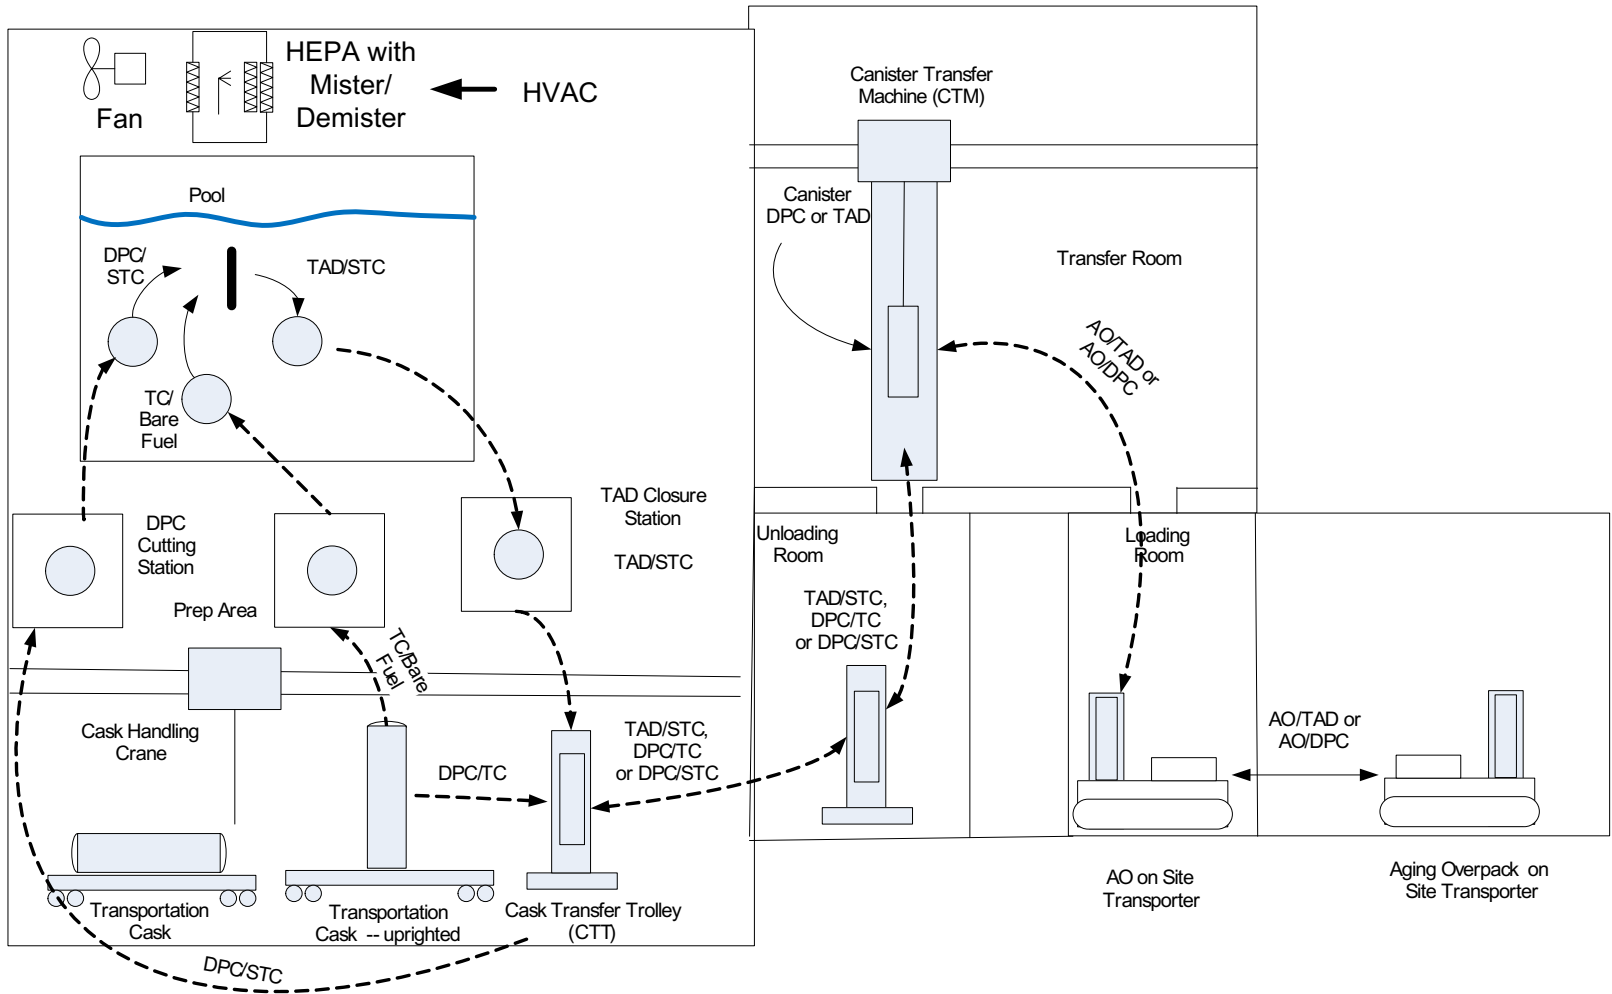 HEPA with
Mister/
Demister
HVAC
Fan
Pool
DPC/
STC
TAD/STC
TC/
Bare
Fuel
DPC
Cutting
Station
Prep Area
TAD Closure
Station
TAD/STC
TC/Bare
Fuel
Cask Handling
Crane
DPC/TC
TAD/STC,
DPC/TC
or DPC/STC
Transportation
Cask
Transportation
Cask -- uprighted
Cask Transfer Trolley
(CTT)
DPC/STC
Canister Transfer
Machine (CTM)
Canister
DPC or TAD
Transfer Room
AO/TAD or
AO/DPC
Unloading
Room
Loading
Room
TAD/STC,
DPC/TC
or DPC/STC
AO/TAD or
AO/DPC
AO on Site
Transporter
Aging Overpack on
Site Transporter